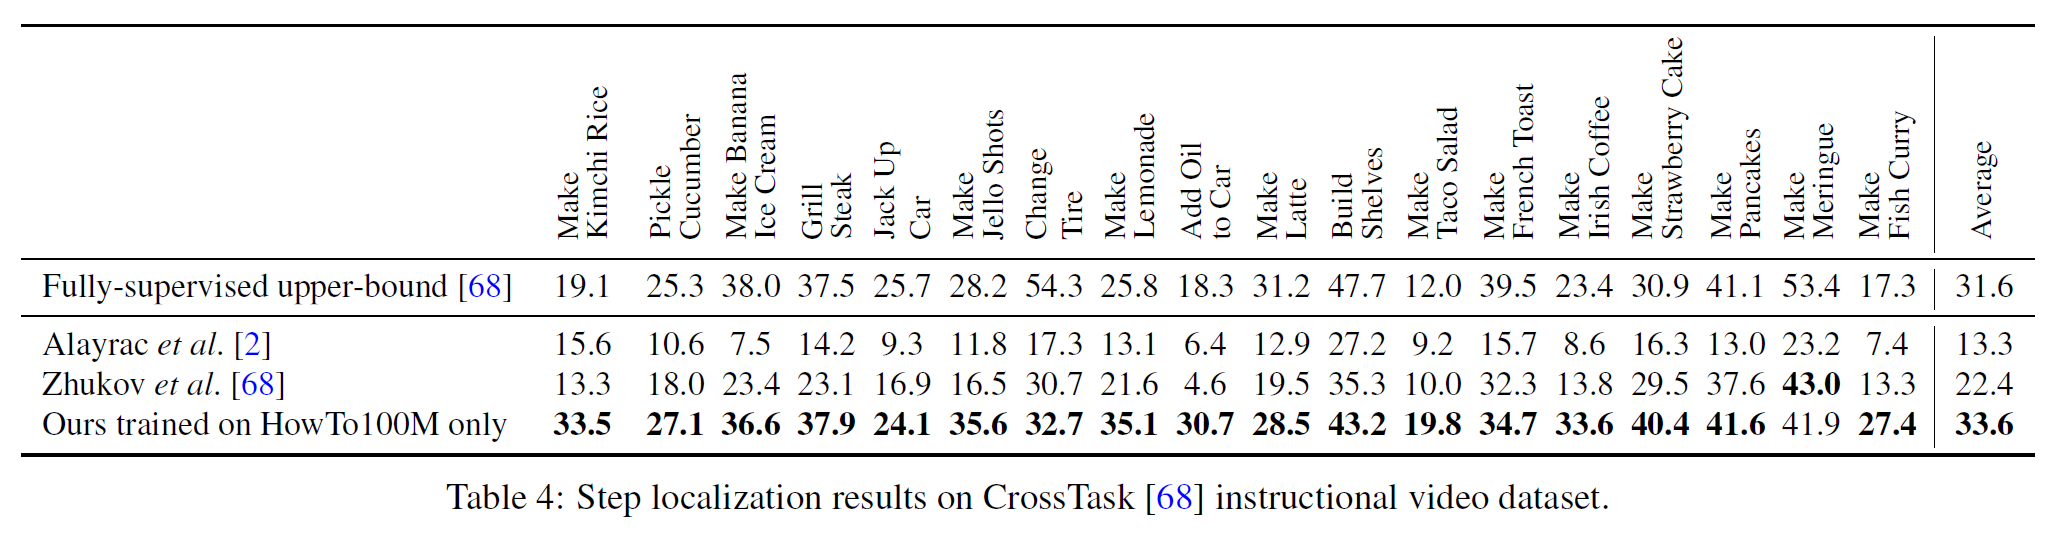 Make Kimchi Rice
Pickle Cucumber
Make Banana Ice Cream
Grill Steak
Jack Up Car
Make Jello Shots
Change Tire
Make Lemonade
Add Oil to Car
Make Latte
Build Shelves
Make Taco Salad
Make French Toast
Make Irish Coffee
Make Strawberry Cake
Make Pancakes
Make Meringue
Make Fish Curry
Average
Fully-supervised upper-bound [68] 19.1 25.3 38.0 37.5 25.7 28.2 54.3 25.8 18.3 31.2 47.7 12.0 39.5 23.4 30.9 41.1 53.4 17.3 31.6
Alayrac et al. [2] 15.6 10.6 7.5 14.2 9.3 11.8 17.3 13.1 6.4 12.9 27.2 9.2 15.7 8.6 16.3 13.0 23.2 7.4 13.3
Zhukov et al. [68] 13.3 18.0 23.4 23.1 16.9 16.5 30.7 21.6 4.6 19.5 35.3 10.0 32.3 13.8 29.5 37.6 43.0 13.3 22.4
Ours trained on HowTo100M only 33.5 27.1 36.6 37.9 24.1 35.6 32.7 35.1 30.7 28.5 43.2 19.8 34.7 33.6 40.4 41.6 41.9 27.4 33.6
Table 4: Step localization results on CrossTask [68] instructional video dataset.